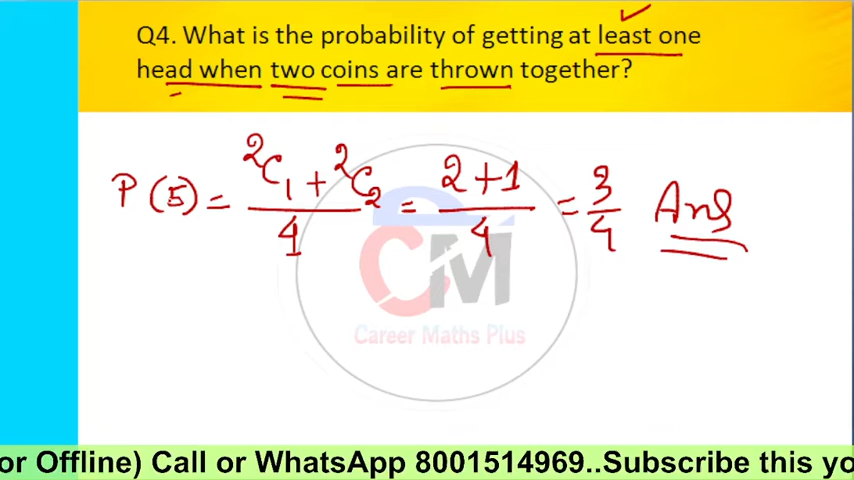 Q4. What is the probability of getting at least one
head when two coins are thrown together?
P(5) = (²C₁ + ²C₂)/4 = (2+1)/4 = 3/4 Ans
CM
Career Maths Plus
or Offline) Call or WhatsApp 8001514969..Subscribe this yo